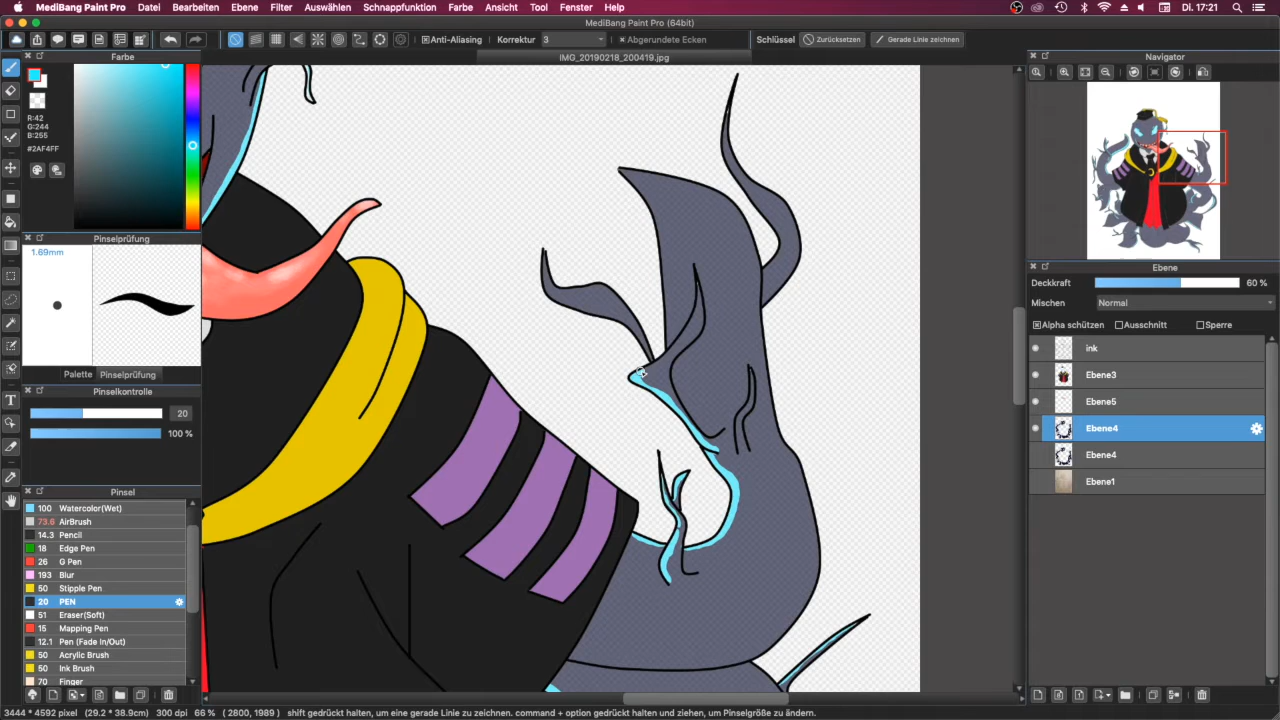 MediBang Paint Pro Datei Bearbeiten Ebene Filter Auswählen Schnappfunktion Farbe Ansicht Tool Fenster Help Di. 17:21
MediBang Paint Pro (64bit)
Anti-Aliasing Korrektur 3 Abgerundete Ecken Schlüssel Zurücksetzen Gerade Linie zeichnen
Farbe
IMG_20190218_200419.jpg
Navigator
R:42
G:244
B:255
#2AF4FF
Pinselprüfung
1.69mm
Palette Pinselprüfung
Pinselkontrolle
20
100 %
Pinsel
100 Watercolor(Wet)
73.6 AirBrush
14.3 Pencil
18 Edge Pen
26 G Pen
193 Blur
50 Stipple Pen
20 PEN
51 Eraser(Soft)
15 Mapping Pen
12.1 Pen (Fade In/Out)
50 Acrylic Brush
50 Ink Brush
70 Finger
Ebene
Deckkraft 60 %
Mischen Normal
Alpha schützen Ausschnitt Sperre
ink
Ebene3
Ebene5
Ebene4
Ebene4
Ebene1
3444 * 4592 pixel (29.2 * 38.9cm) 300 dpi 66 % ( 2800, 1989 ) shift gedrückt halten, um eine gerade Linie zu zeichnen. command + option gedrückt halten und ziehen, um Pinselgröße zu ändern.